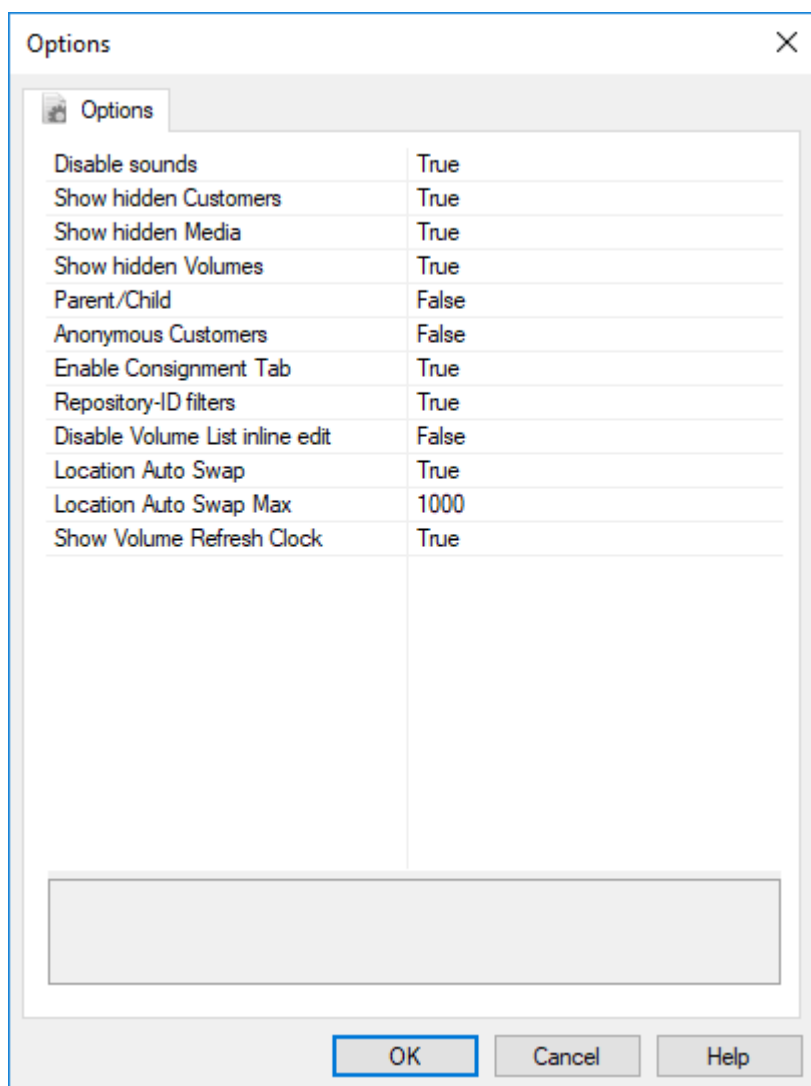 Options
Options
Disable sounds True
Show hidden Customers True
Show hidden Media True
Show hidden Volumes True
Parent/Child False
Anonymous Customers False
Enable Consignment Tab True
Repository-ID filters True
Disable Volume List inline edit False
Location Auto Swap True
Location Auto Swap Max 1000
Show Volume Refresh Clock True
OK Cancel Help